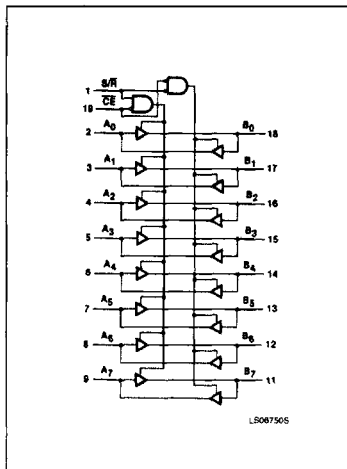 1 S/R̅
19 C̅E̅
2 A0 B0 18
3 A1 B1 17
4 A2 B2 16
5 A3 B3 15
6 A4 B4 14
7 A5 B5 13
8 A6 B6 12
9 A7 B7 11
LS06750S